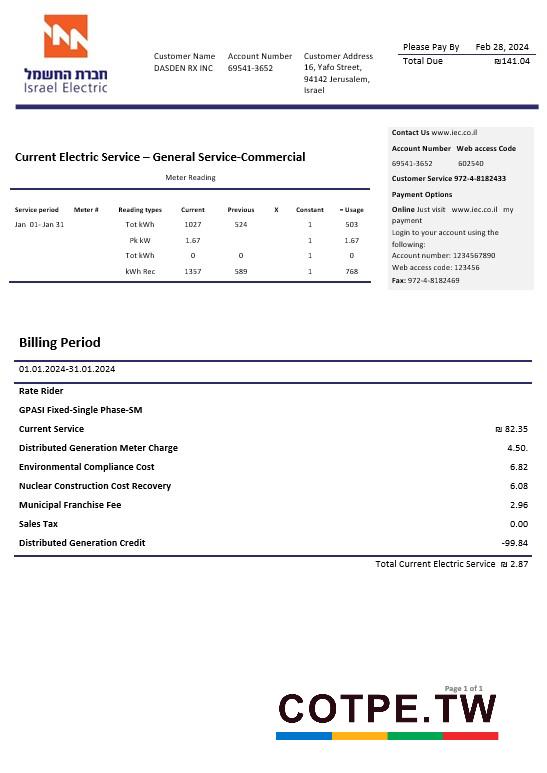 חברת החשמל
Israel Electric
Customer Name Account Number Customer Address
DASDEN RX INC 69541-3652 16, Yafo Street,
94142 Jerusalem,
Israel
Please Pay By Feb 28, 2024
Total Due ₪141.04
Current Electric Service – General Service-Commercial
Meter Reading
Service period Meter # Reading types Current Previous X Constant = Usage
Jan 01- Jan 31 Tot kWh 1027 524 1 503
Pk kW 1.67 1 1.67
Tot kWh 0 0 1 0
kWh Rec 1357 589 1 768
Contact Us www.iec.co.il
Account Number Web access Code
69541-3652 602540
Customer Service 972-4-8182433
Payment Options
Online Just visit www.iec.co.il my
payment
Login to your account using the
following:
Account number: 1234567890
Web access code: 123456
Fax: 972-4-8182469
Billing Period
01.01.2024-31.01.2024
Rate Rider
GPASI Fixed-Single Phase-SM
Current Service ₪ 82.35
Distributed Generation Meter Charge 4.50.
Environmental Compliance Cost 6.82
Nuclear Construction Cost Recovery 6.08
Municipal Franchise Fee 2.96
Sales Tax 0.00
Distributed Generation Credit -99.84
Total Current Electric Service ₪ 2.87
Page 1 of 1
COTPE.TW